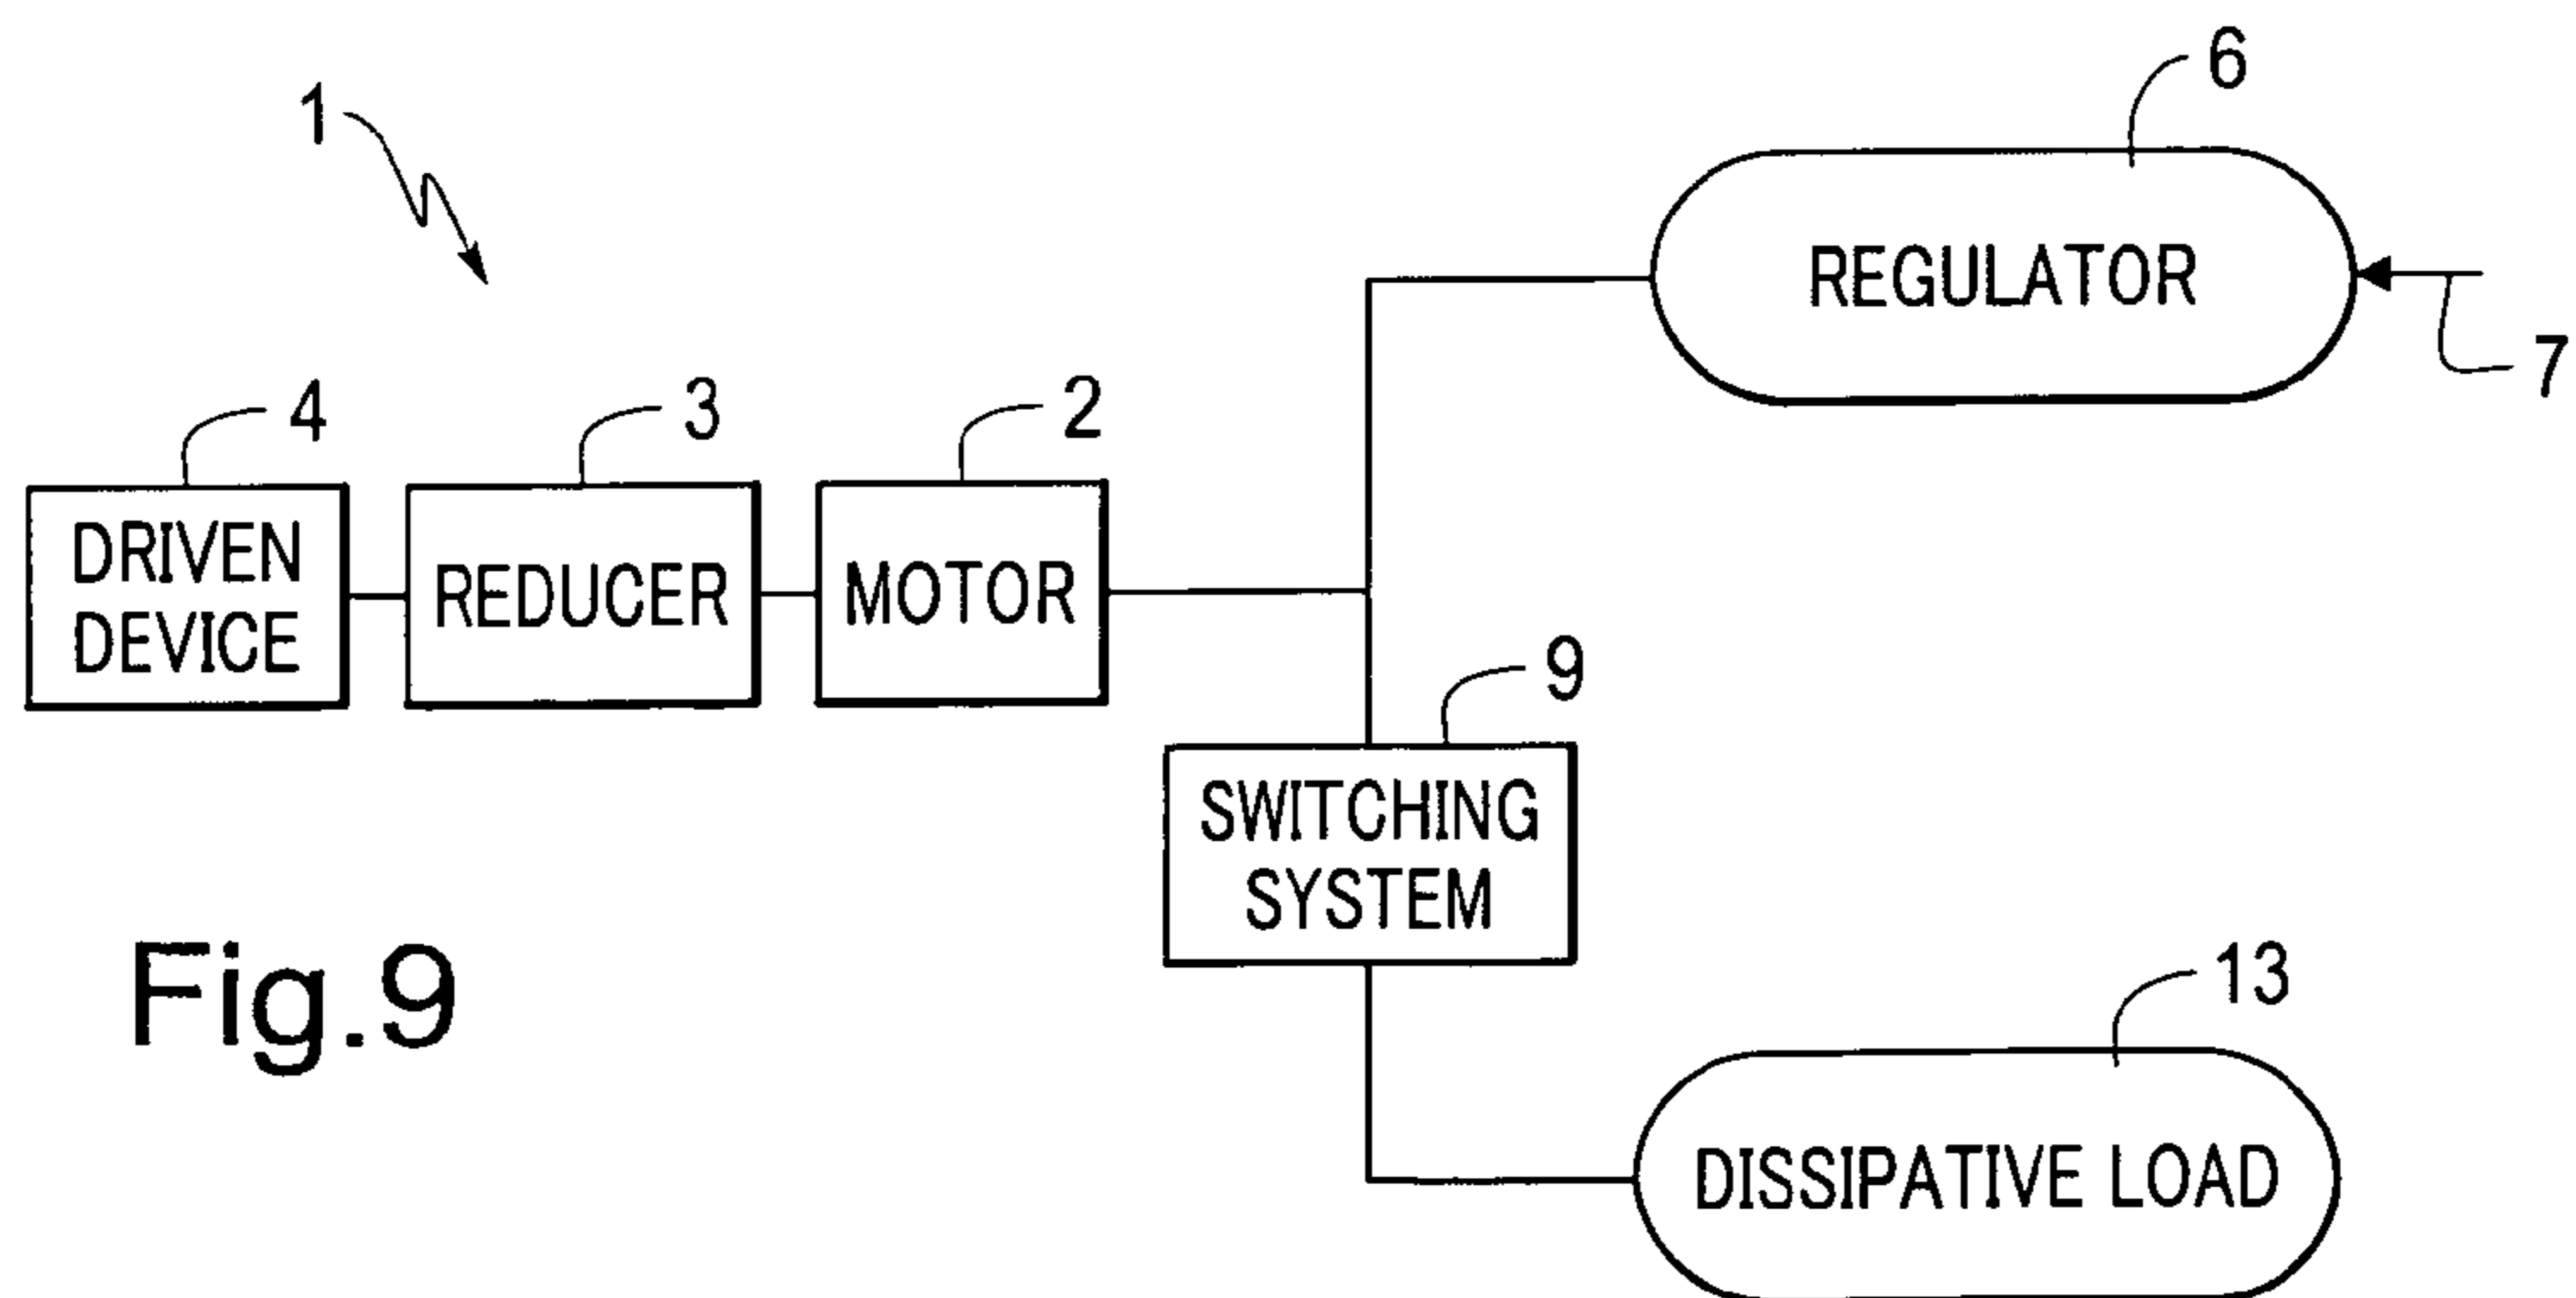 1
6
REGULATOR
7
4
3
2
DRIVEN
DEVICE
REDUCER
MOTOR
9
SWITCHING
SYSTEM
Fig.9
13
DISSIPATIVE LOAD